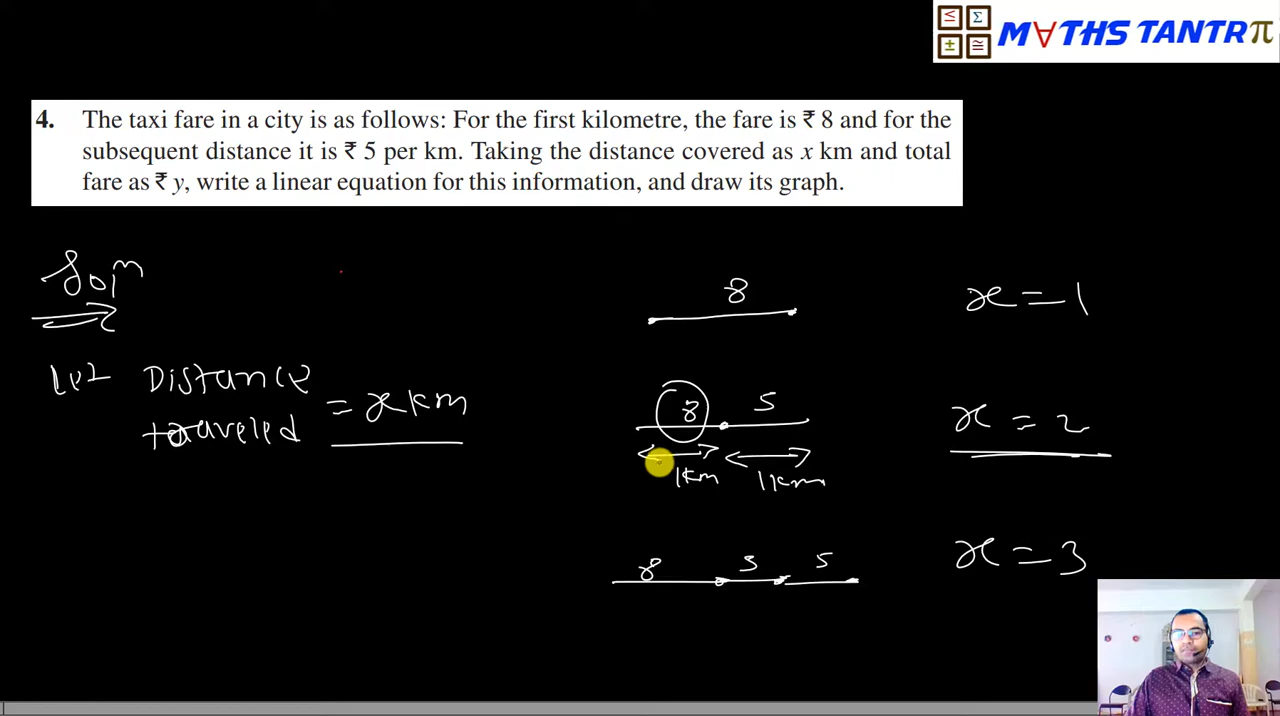 M∀THS TANTRπ
≤ Σ
± ≅
4. The taxi fare in a city is as follows: For the first kilometre, the fare is ₹ 8 and for the
subsequent distance it is ₹ 5 per km. Taking the distance covered as x km and total
fare as ₹ y, write a linear equation for this information, and draw its graph.
Solⁿ
8
x = 1
Let Distance
traveled = x km
8 5
x = 2
1km 1km
8 5 5
x = 3